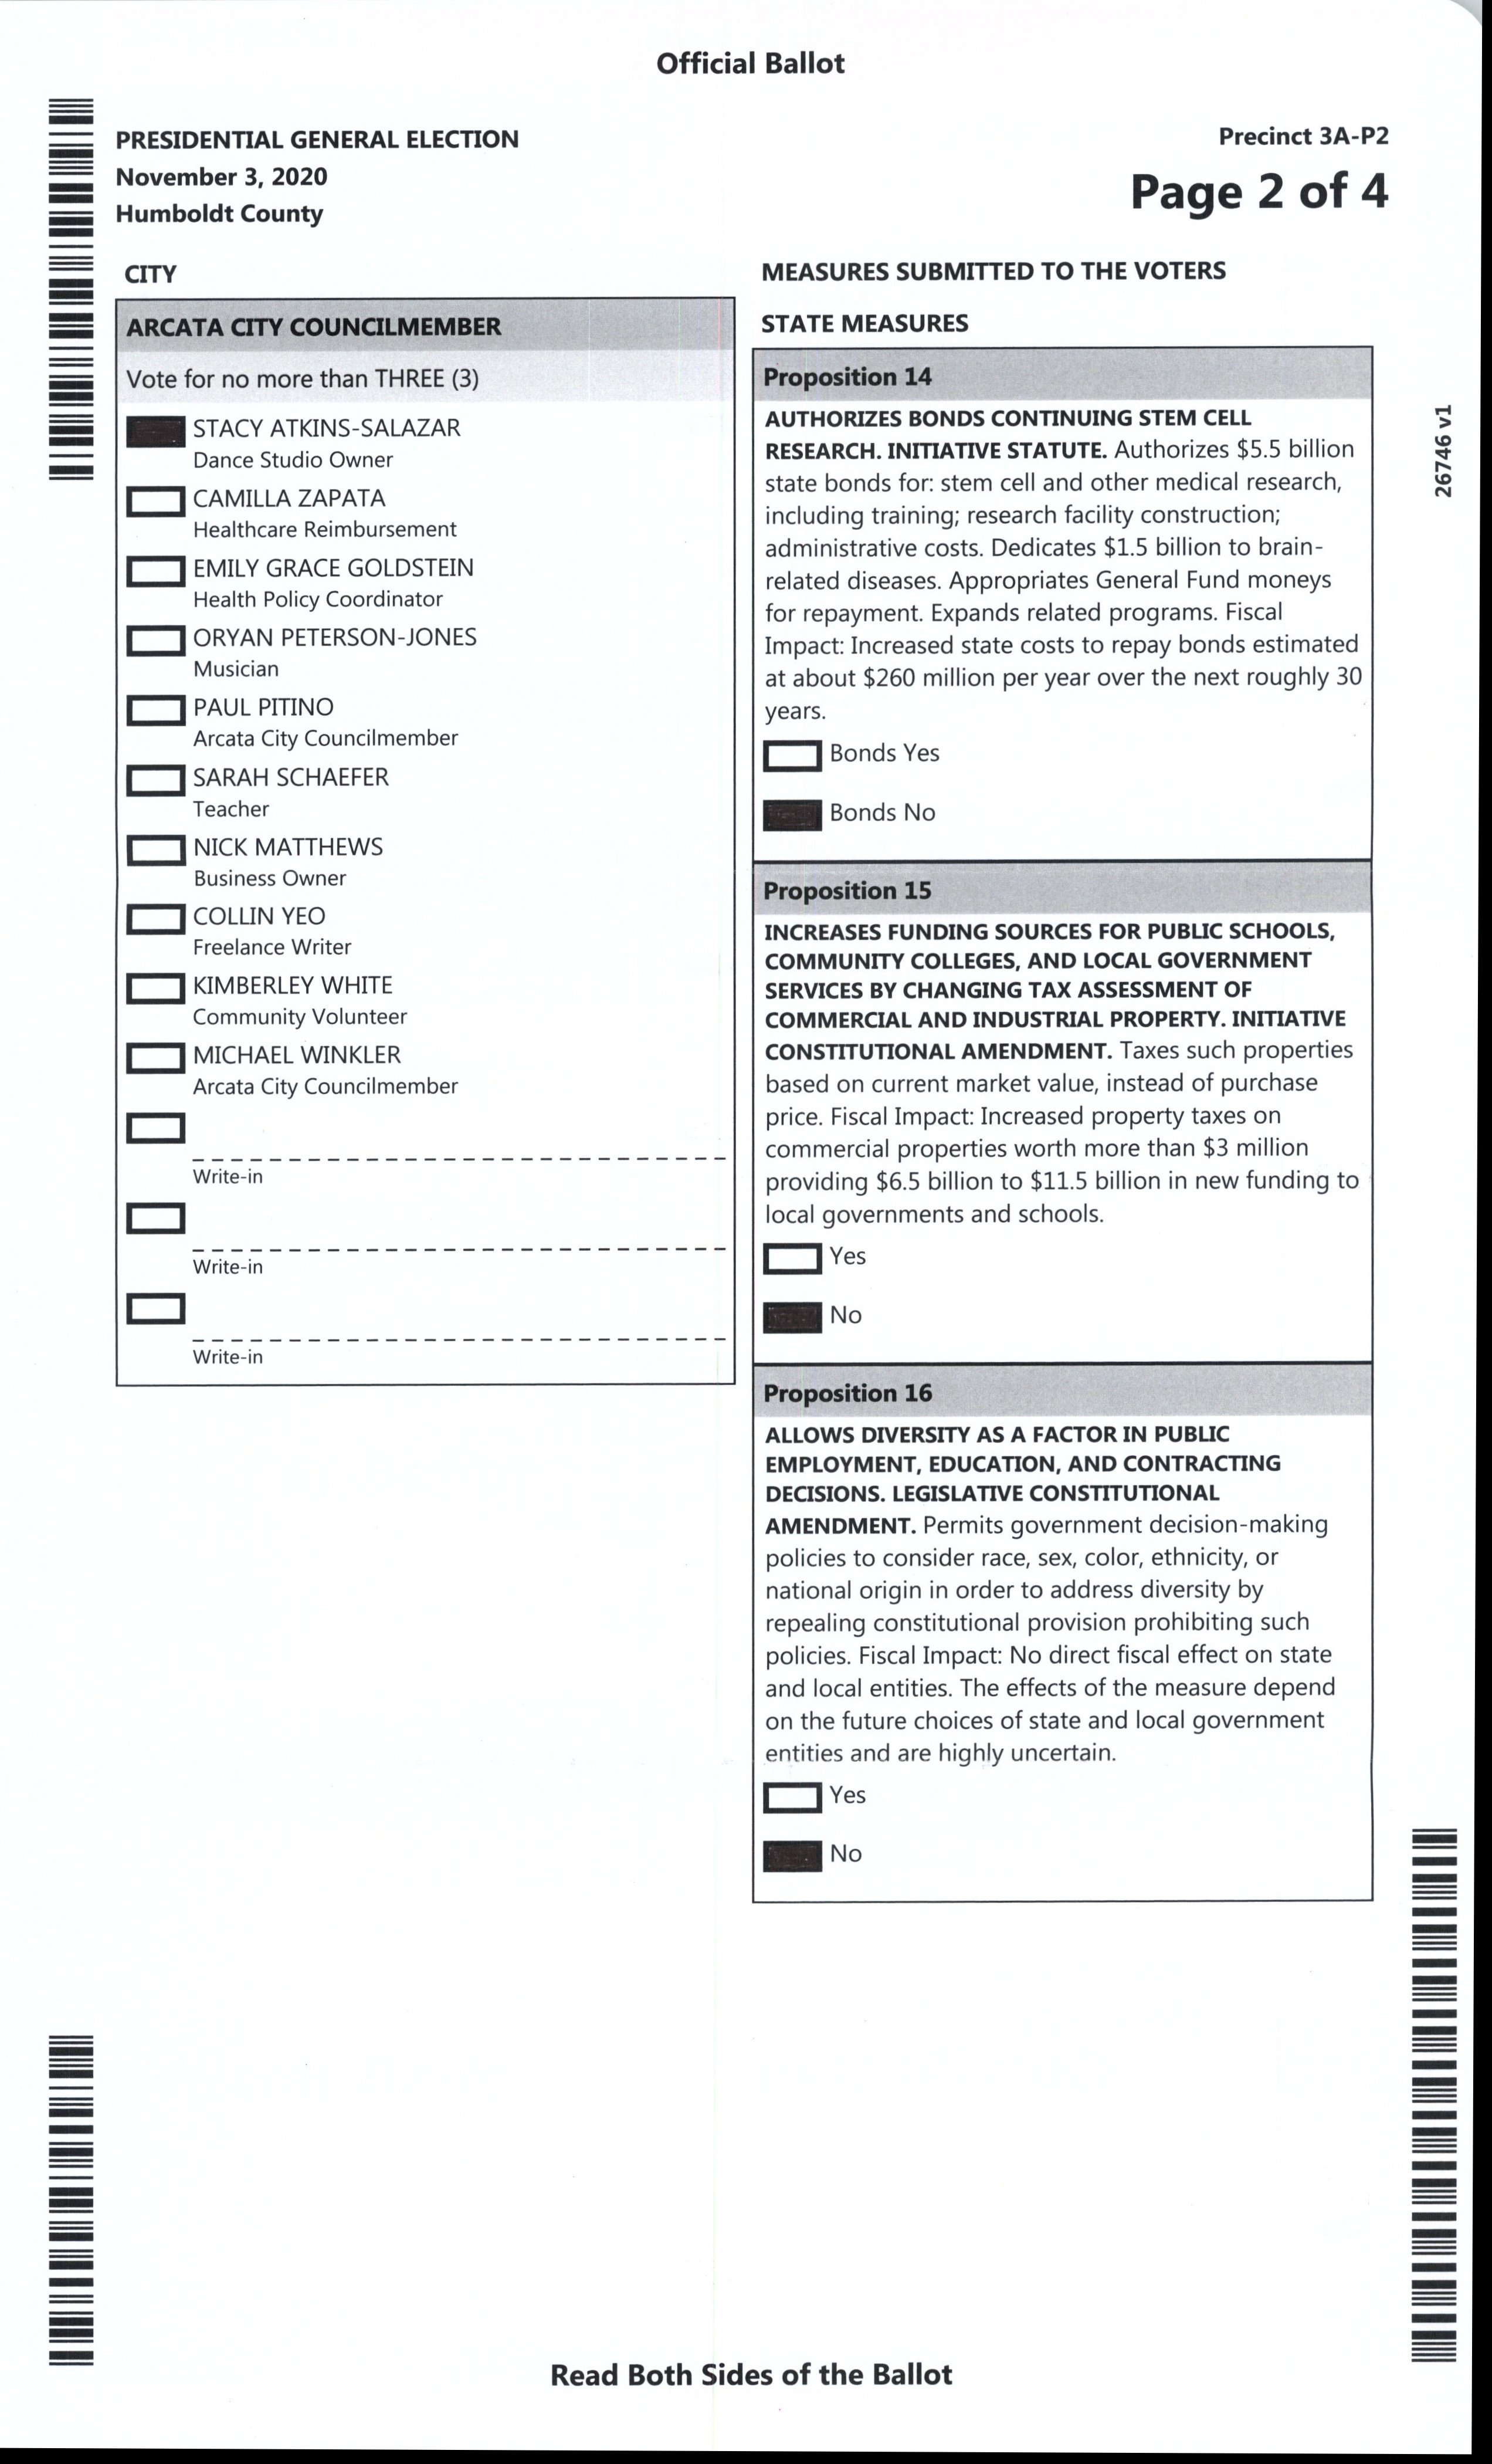 Official Ballot
PRESIDENTIAL GENERAL ELECTION
November 3, 2020
Humboldt County
Precinct 3A-P2
Page 2 of 4
CITY
ARCATA CITY COUNCILMEMBER
Vote for no more than THREE (3)
STACY ATKINS-SALAZAR
Dance Studio Owner
CAMILLA ZAPATA
Healthcare Reimbursement
EMILY GRACE GOLDSTEIN
Health Policy Coordinator
ORYAN PETERSON-JONES
Musician
PAUL PITINO
Arcata City Councilmember
SARAH SCHAEFER
Teacher
NICK MATTHEWS
Business Owner
COLLIN YEO
Freelance Writer
KIMBERLEY WHITE
Community Volunteer
MICHAEL WINKLER
Arcata City Councilmember
Write-in
Write-in
Write-in
MEASURES SUBMITTED TO THE VOTERS
STATE MEASURES
Proposition 14
AUTHORIZES BONDS CONTINUING STEM CELL
RESEARCH. INITIATIVE STATUTE. Authorizes $5.5 billion
state bonds for: stem cell and other medical research,
including training; research facility construction;
administrative costs. Dedicates $1.5 billion to brain-
related diseases. Appropriates General Fund moneys
for repayment. Expands related programs. Fiscal
Impact: Increased state costs to repay bonds estimated
at about $260 million per year over the next roughly 30
years.
Bonds Yes
Bonds No
Proposition 15
INCREASES FUNDING SOURCES FOR PUBLIC SCHOOLS,
COMMUNITY COLLEGES, AND LOCAL GOVERNMENT
SERVICES BY CHANGING TAX ASSESSMENT OF
COMMERCIAL AND INDUSTRIAL PROPERTY. INITIATIVE
CONSTITUTIONAL AMENDMENT. Taxes such properties
based on current market value, instead of purchase
price. Fiscal Impact: Increased property taxes on
commercial properties worth more than $3 million
providing $6.5 billion to $11.5 billion in new funding to
local governments and schools.
Yes
No
Proposition 16
ALLOWS DIVERSITY AS A FACTOR IN PUBLIC
EMPLOYMENT, EDUCATION, AND CONTRACTING
DECISIONS. LEGISLATIVE CONSTITUTIONAL
AMENDMENT. Permits government decision-making
policies to consider race, sex, color, ethnicity, or
national origin in order to address diversity by
repealing constitutional provision prohibiting such
policies. Fiscal Impact: No direct fiscal effect on state
and local entities. The effects of the measure depend
on the future choices of state and local government
entities and are highly uncertain.
Yes
No
26746 v1
Read Both Sides of the Ballot